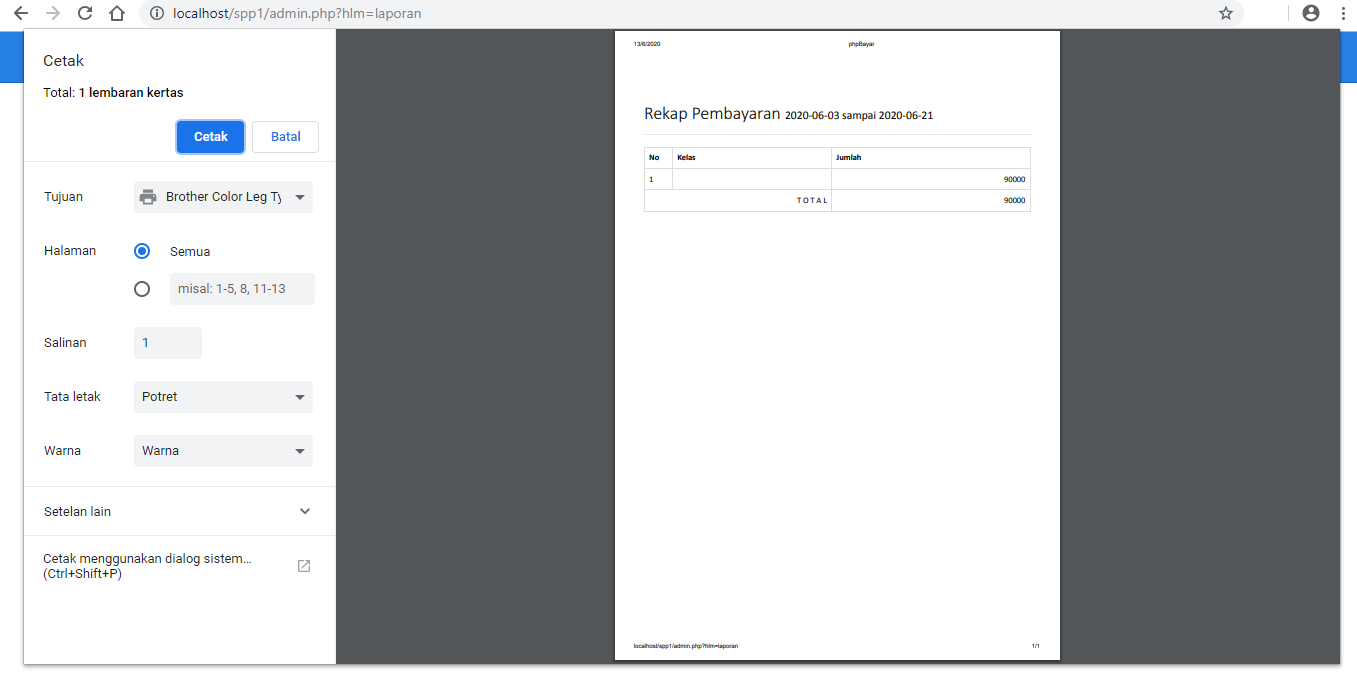 localhost/spp1/admin.php?hlm=laporan
Cetak
Total: 1 lembaran kertas
Cetak Batal
Tujuan Brother Color Leg Ty
Halaman Semua
misal: 1-5, 8, 11-13
Salinan 1
Tata letak Potret
Warna Warna
Setelan lain
Cetak menggunakan dialog sistem...
(Ctrl+Shift+P)
13/6/2020 phpBayar
Rekap Pembayaran 2020-06-03 sampai 2020-06-21
No Kelas Jumlah
1 90000
T O T A L 90000
localhost/spp1/admin.php?hlm=laporan 1/1